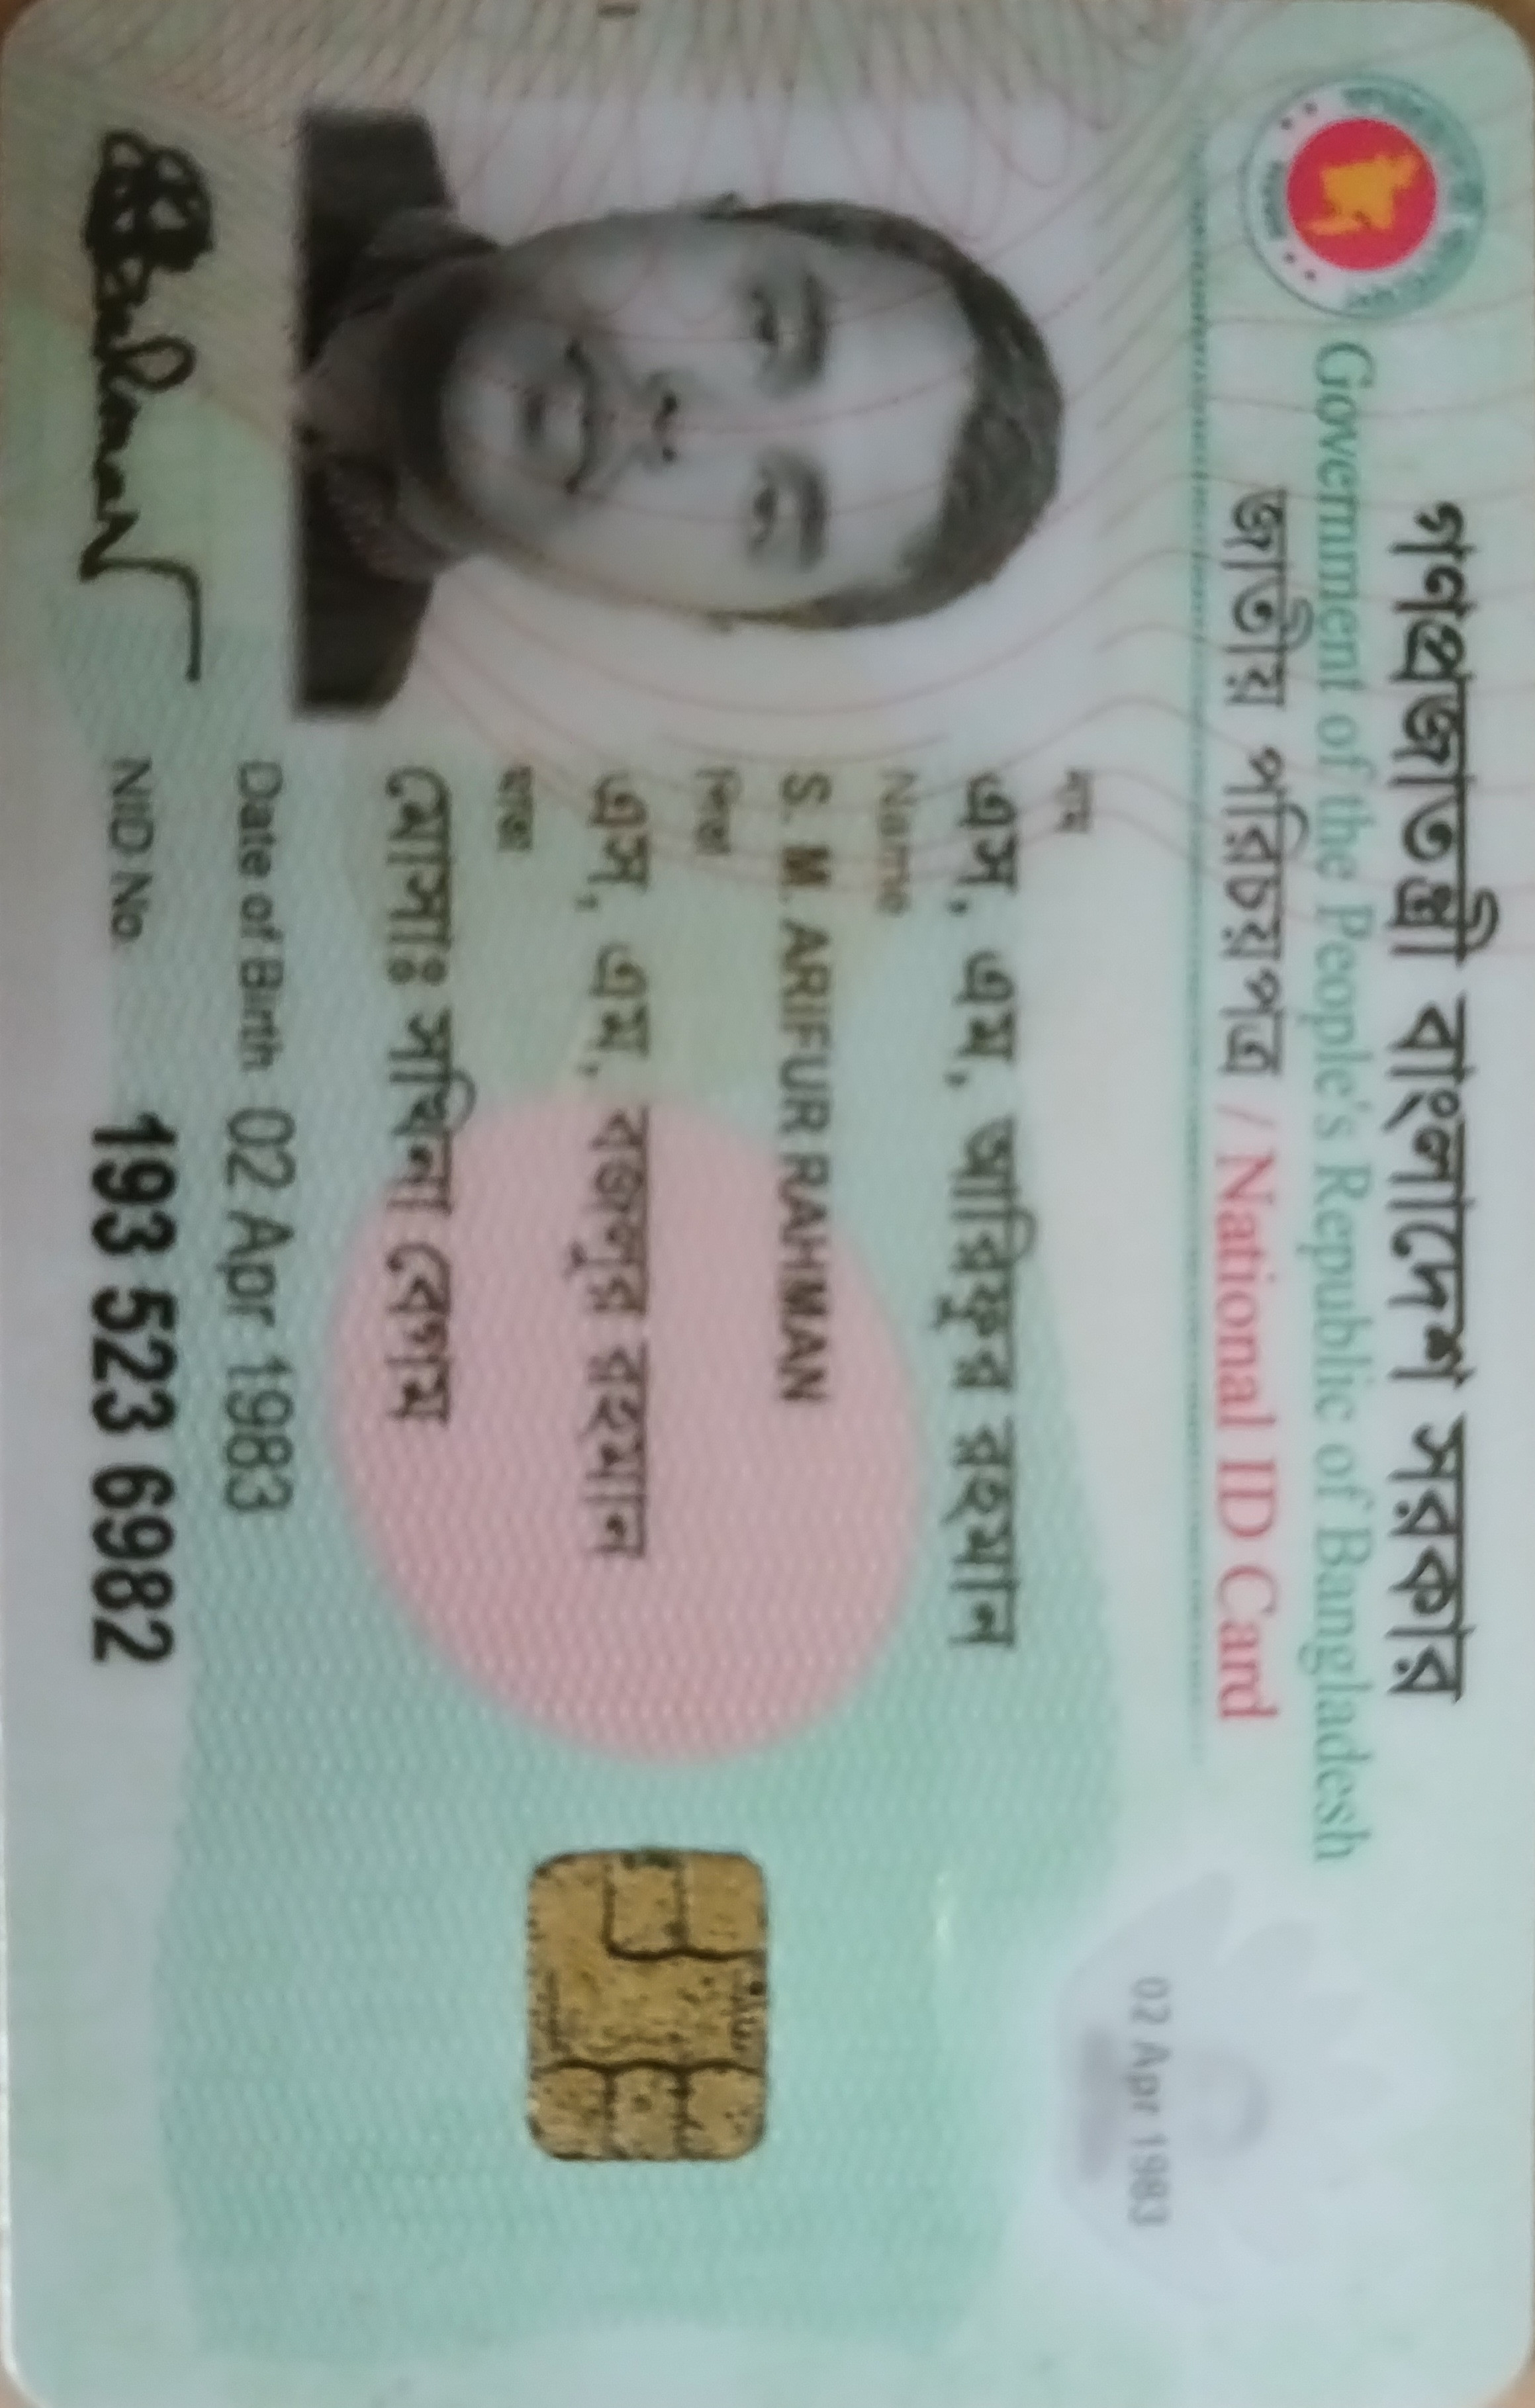 গণপ্রজাতন্ত্রী বাংলাদেশ সরকার
Government of the People's Republic of Bangladesh
জাতীয় পরিচয়পত্র / National ID Card
নাম
এস, এম, আরিফুর রহমান
Name
S. M. ARIFUR RAHMAN
পিতা
এস, এম, বজলুর রহমান
মাতা
মোসাঃ সখিনা বেগম
Date of Birth 02 Apr 1983
NID No. 193 523 6982
02 Apr 1983